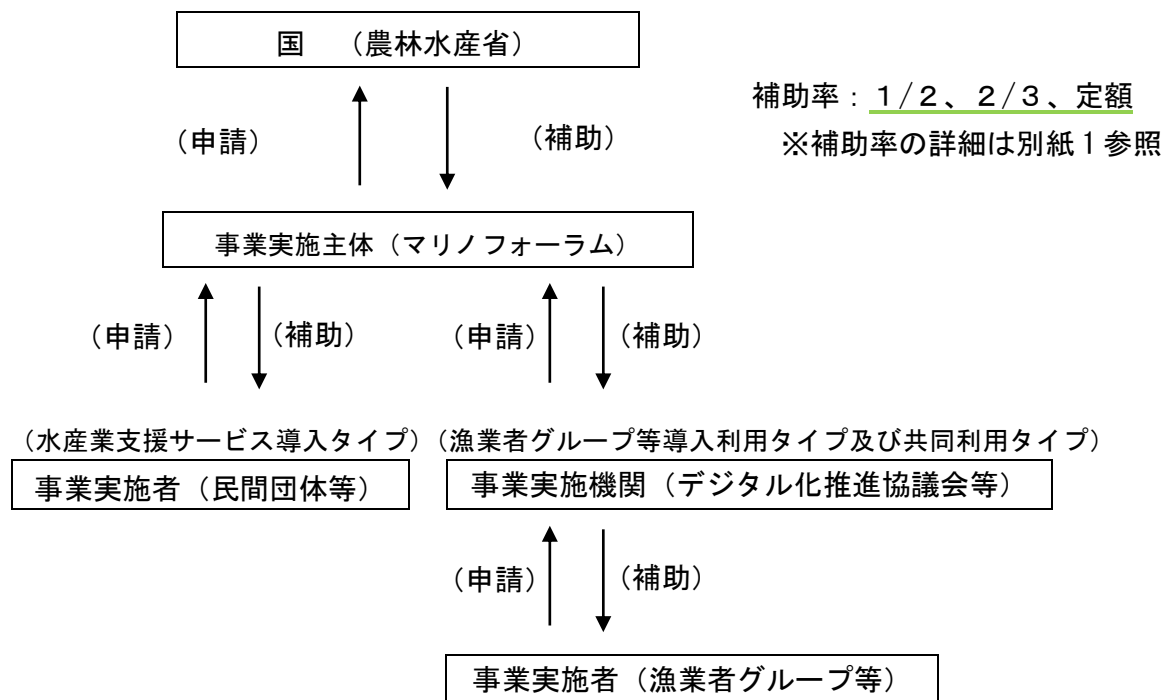 国　（農林水産省）
補助率：１/２、２/３、定額
（申請）
（補助）
※補助率の詳細は別紙１参照
事業実施主体（マリノフォーラム）
（申請）
（補助）
（申請）
（補助）
（水産業支援サービス導入タイプ）
（漁業者グループ等導入利用タイプ及び共同利用タイプ）
事業実施者（民間団体等）
事業実施機関（デジタル化推進協議会等）
（申請）
（補助）
事業実施者（漁業者グループ等）